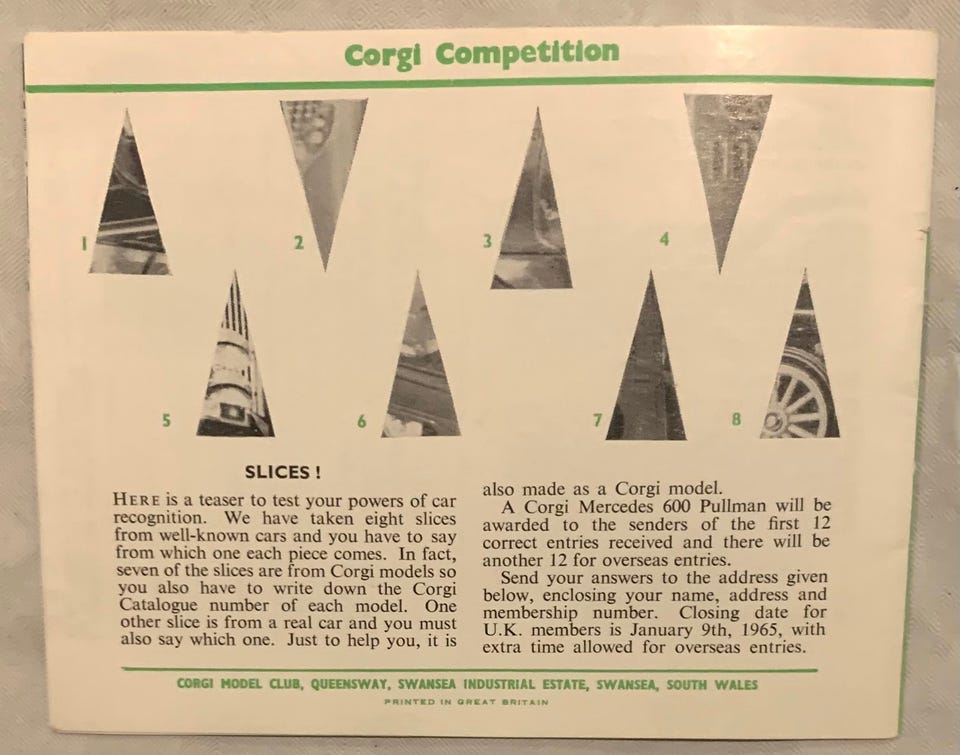 Corgi Competition
1
2
3
4
5
6
7
8
SLICES !
HERE is a teaser to test your powers of car
recognition. We have taken eight slices
from well-known cars and you have to say
from which one each piece comes. In fact,
seven of the slices are from Corgi models so
you also have to write down the Corgi
Catalogue number of each model. One
other slice is from a real car and you must
also say which one. Just to help you, it is
also made as a Corgi model.
A Corgi Mercedes 600 Pullman will be
awarded to the senders of the first 12
correct entries received and there will be
another 12 for overseas entries.
Send your answers to the address given
below, enclosing your name, address and
membership number. Closing date for
U.K. members is January 9th, 1965, with
extra time allowed for overseas entries.
CORGI MODEL CLUB, QUEENSWAY, SWANSEA INDUSTRIAL ESTATE, SWANSEA, SOUTH WALES
PRINTED IN GREAT BRITAIN